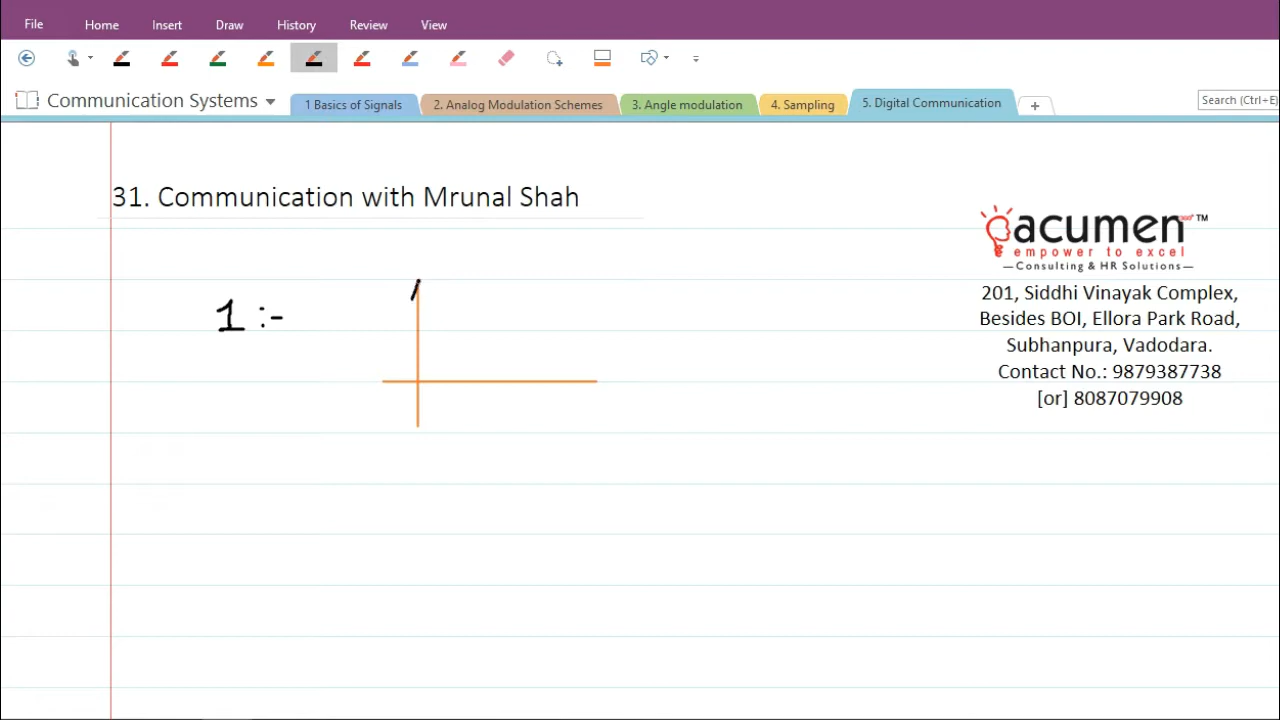 File Home Insert Draw History Review View
Communication Systems 1 Basics of Signals 2. Analog Modulation Schemes 3. Angle modulation 4. Sampling 5. Digital Communication + Search (Ctrl+E)
31. Communication with Mrunal Shah
acumen ™
empower to excel
Consulting & HR Solutions
201, Siddhi Vinayak Complex,
Besides BOI, Ellora Park Road,
Subhanpura, Vadodara.
Contact No.: 9879387738
[or] 8087079908
1 :-